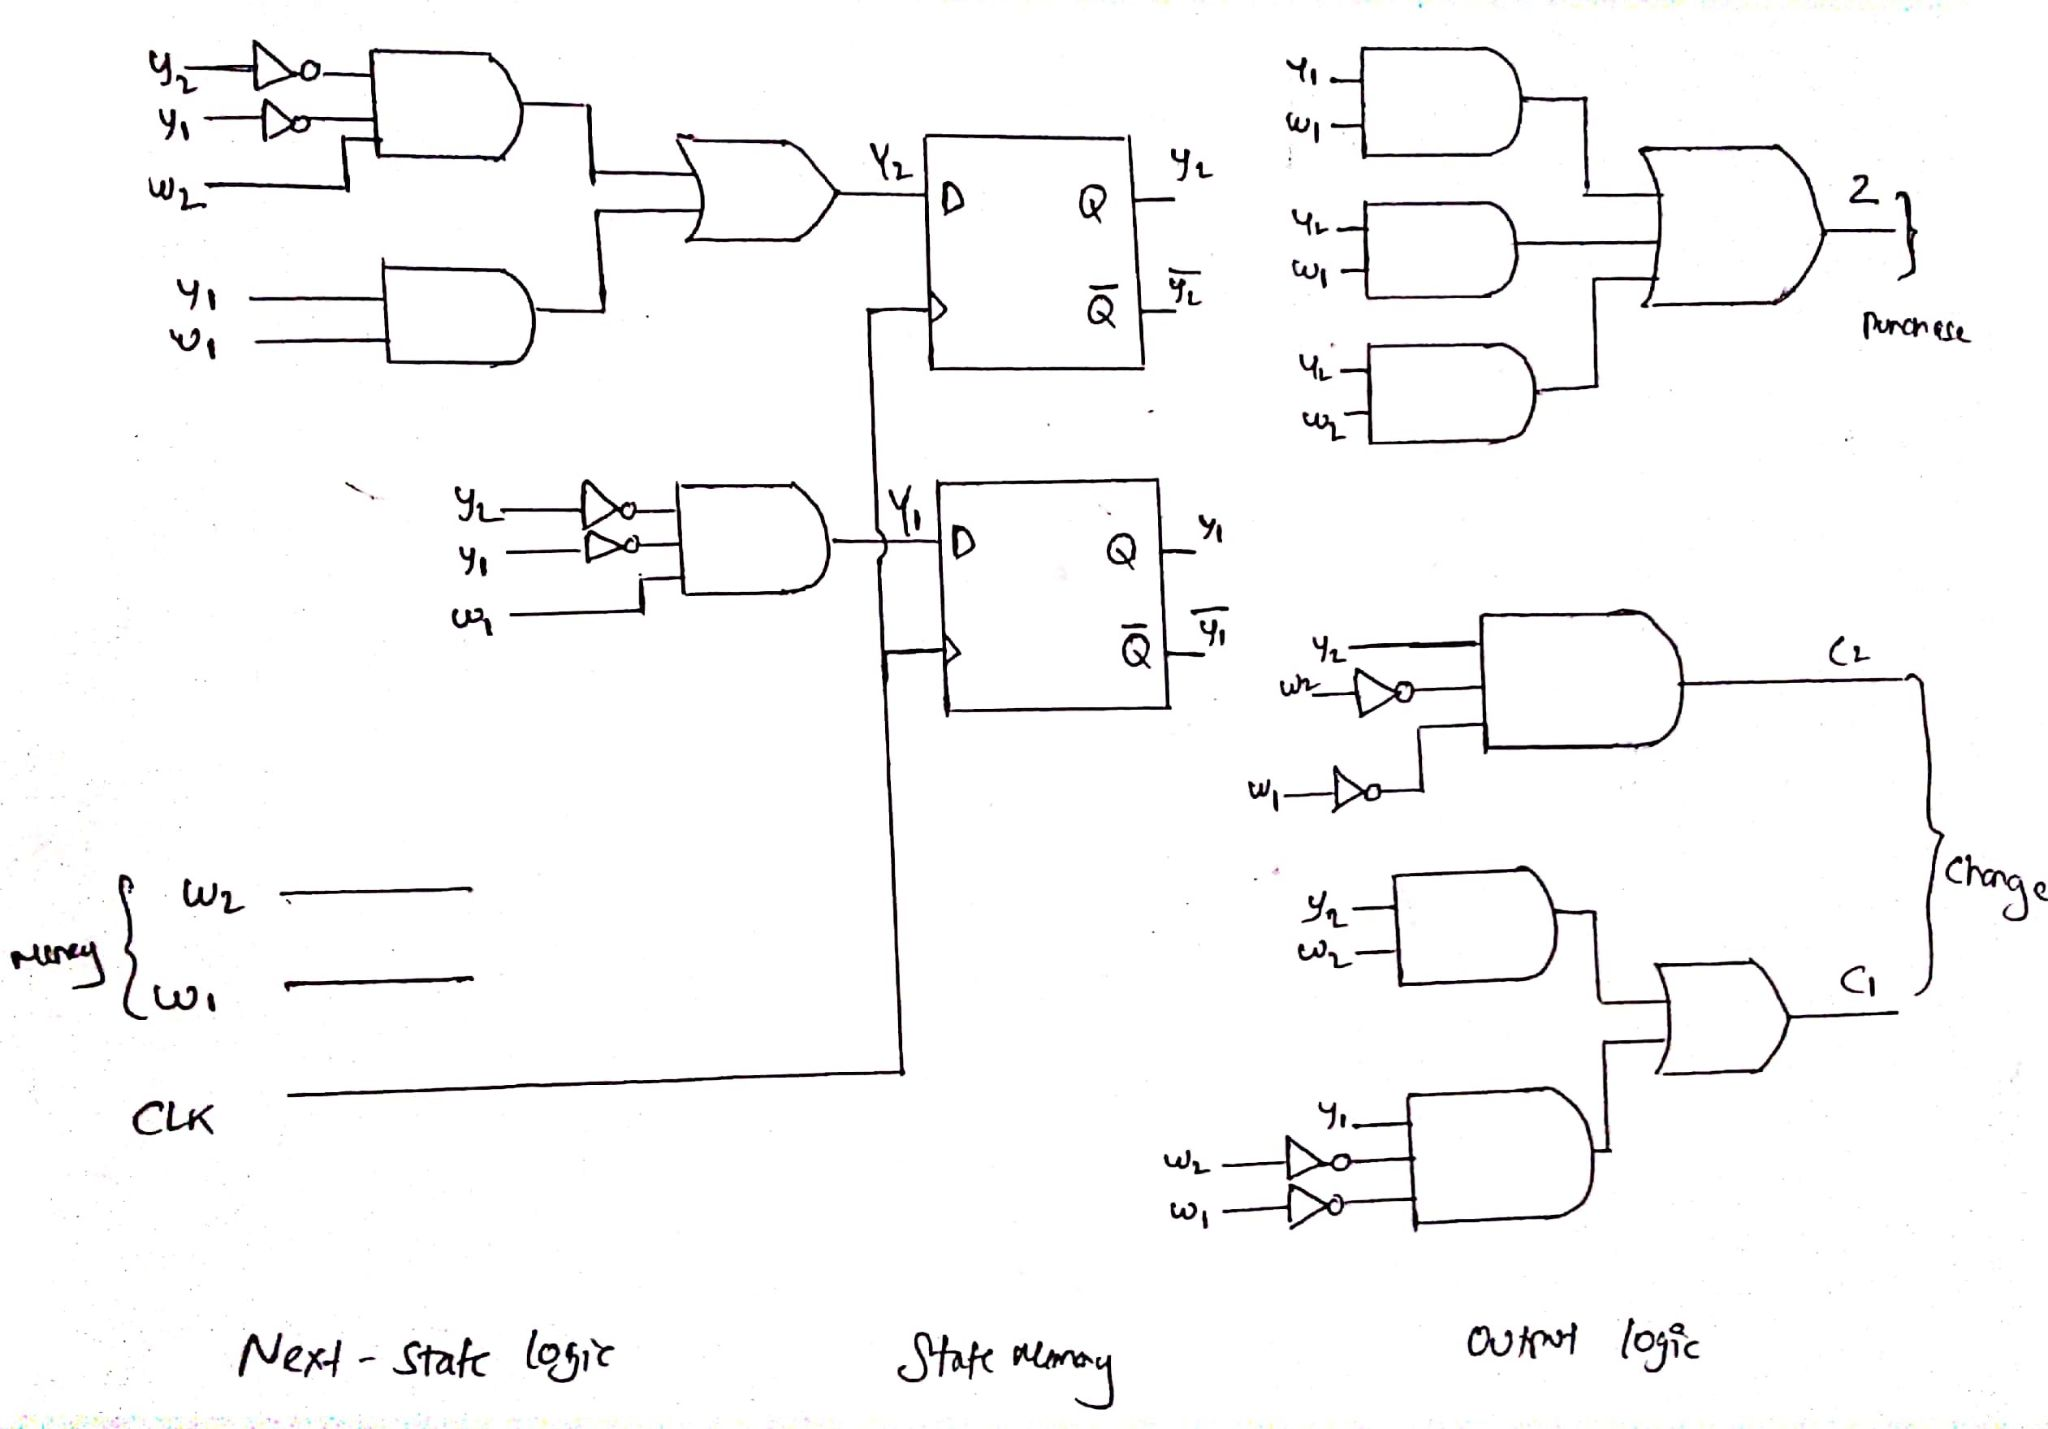 y₂
y₁
w₂
y₁
w₁
Y₂
D
Q
y₂
Q̅
y̅₂
y₂
y₁
w₁
Y₁
D
Q
y₁
Q̅
y̅₁
Money
w₂
w₁
CLK
y₁
w₁
y₂
w₁
y₂
w₂
Z
Purchase
y₂
w₂
w₁
C₂
y₂
w₂
y₁
w₂
w₁
C₁
Change
Next-state logic
State memory
Output logic